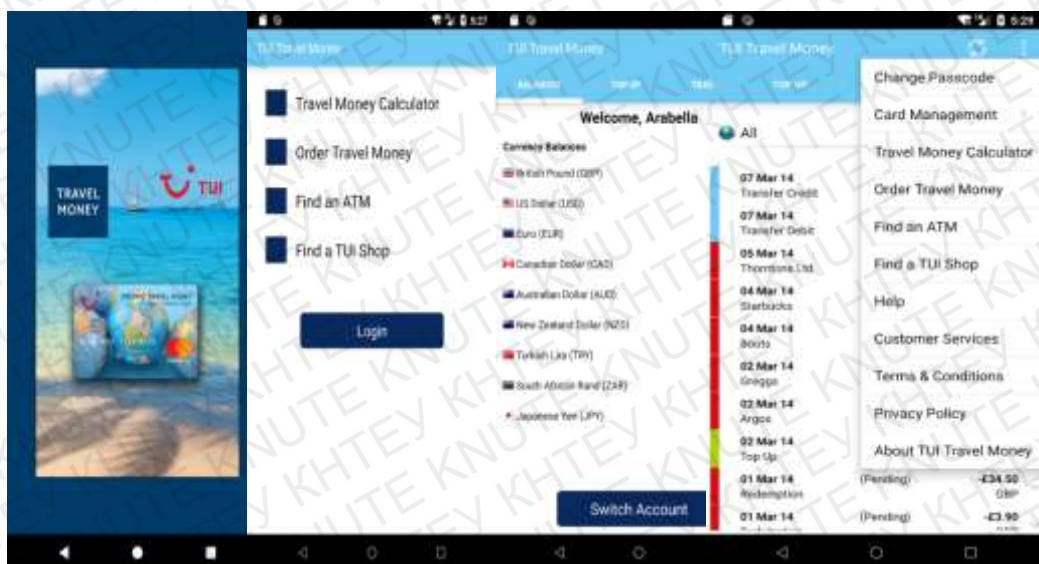 TRAVEL
MONEY
TUI
5:27
TUI Travel Money
Travel Money Calculator
Order Travel Money
Find an ATM
Find a TUI Shop
Login
TUI Travel Money
BALANCES
TOP UP
Welcome, Arabella
Currency Balances
British Pound (GBP)
US Dollar (USD)
Euro (EUR)
Canadian Dollar (CAD)
Australian Dollar (AUD)
New Zealand Dollar (NZD)
Turkish Lira (TRY)
South African Rand (ZAR)
Japanese Yen (JPY)
Switch Account
5:29
TUI Travel Money
TOP UP
All
07 Mar 14
Transfer Credit
07 Mar 14
Transfer Debit
05 Mar 14
Thorntons Ltd
04 Mar 14
Starbucks
04 Mar 14
Boots
02 Mar 14
Greggs
02 Mar 14
Argos
02 Mar 14
Top Up
01 Mar 14 (Pending) -£34.50
Redemption GBP
01 Mar 14 (Pending) -£3.90
Change Passcode
Card Management
Travel Money Calculator
Order Travel Money
Find an ATM
Find a TUI Shop
Help
Customer Services
Terms & Conditions
Privacy Policy
About TUI Travel Money
KHTEY KNUTE